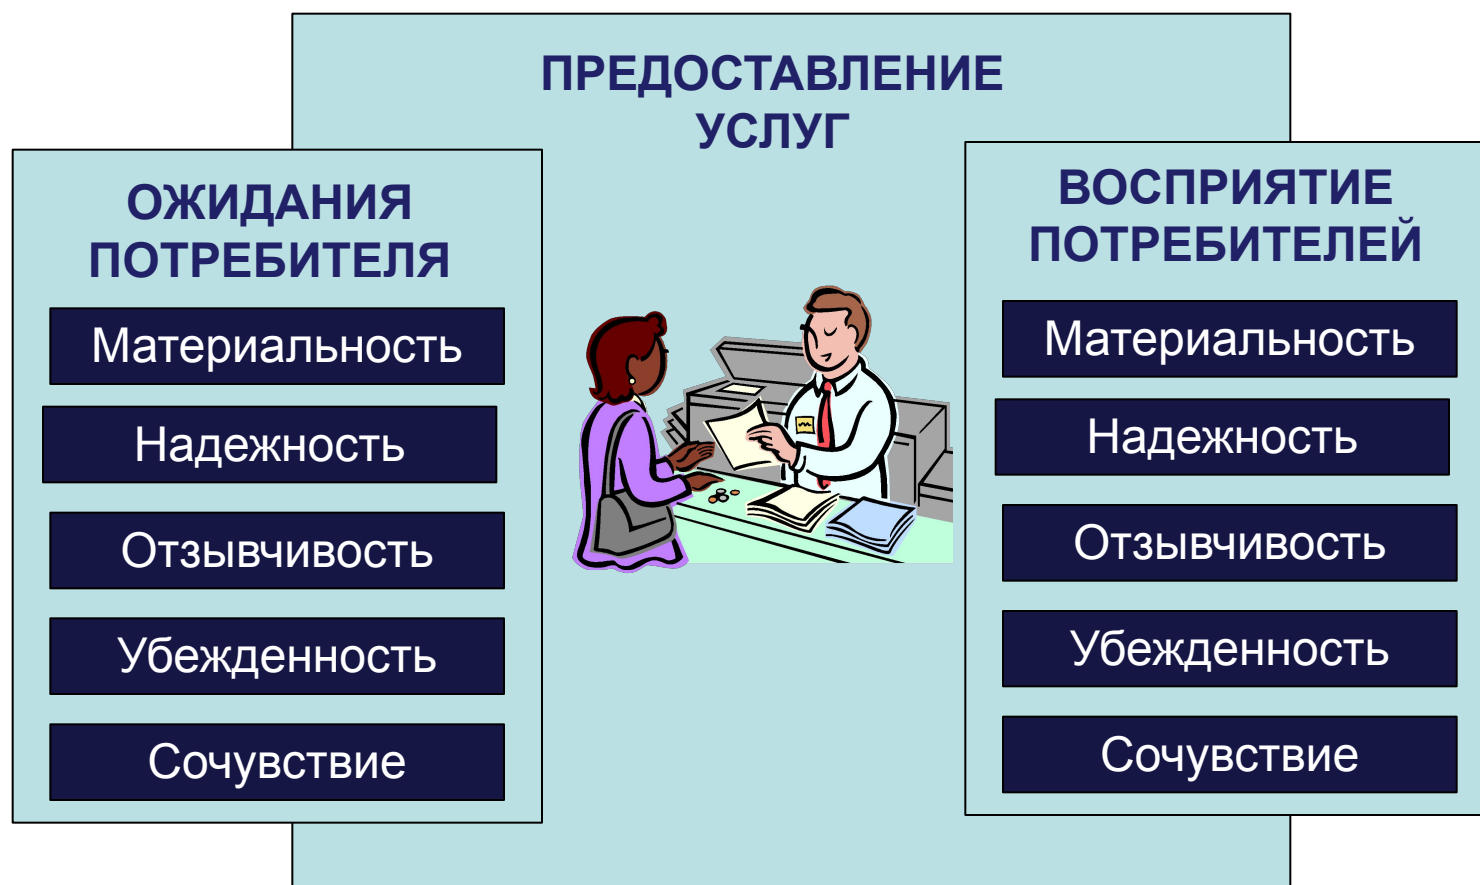 ПРЕДОСТАВЛЕНИЕ
УСЛУГ
ОЖИДАНИЯ
ПОТРЕБИТЕЛЯ
Материальность
Надежность
Отзывчивость
Убежденность
Сочувствие
ВОСПРИЯТИЕ
ПОТРЕБИТЕЛЕЙ
Материальность
Надежность
Отзывчивость
Убежденность
Сочувствие